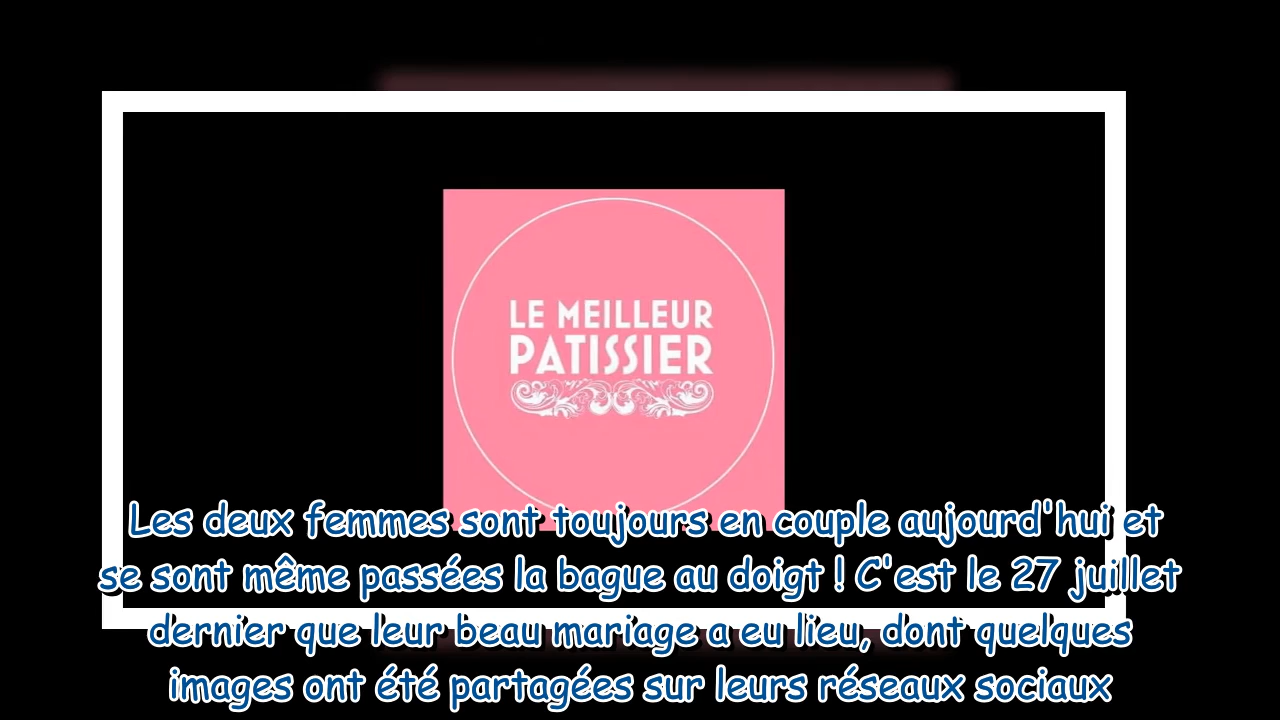 LE MEILLEUR
PATISSIER
Les deux femmes sont toujours en couple aujourd'hui et
se sont même passées la bague au doigt ! C'est le 27 juillet
dernier que leur beau mariage a eu lieu, dont quelques
images ont été partagées sur leurs réseaux sociaux